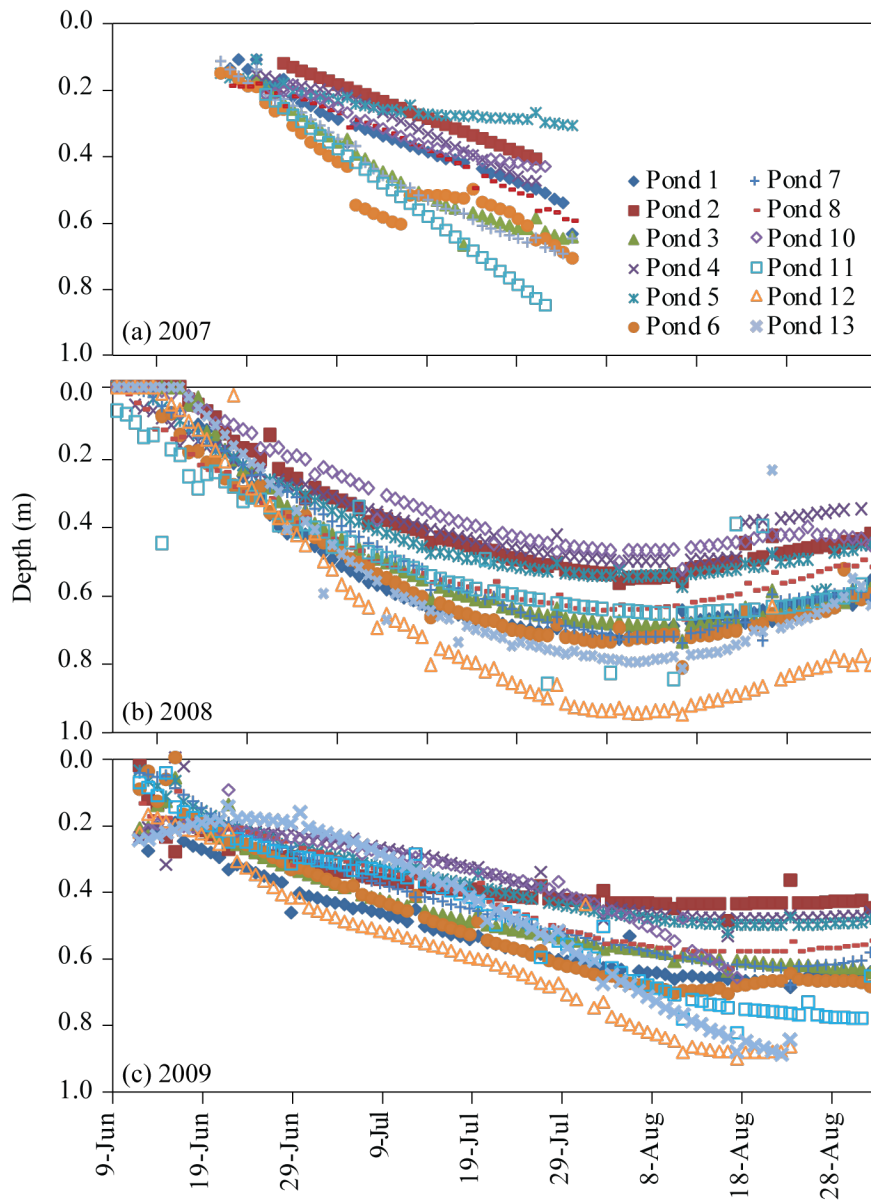 0.0
0.2
0.4
0.6
0.8
1.0
(a) 2007
Pond 1 Pond 7
Pond 2 Pond 8
Pond 3 Pond 10
Pond 4 Pond 11
Pond 5 Pond 12
Pond 6 Pond 13
0.0
0.2
0.4
0.6
0.8
1.0
Depth (m)
(b) 2008
0.0
0.2
0.4
0.6
0.8
1.0
(c) 2009
9-Jun
19-Jun
29-Jun
9-Jul
19-Jul
29-Jul
8-Aug
18-Aug
28-Aug